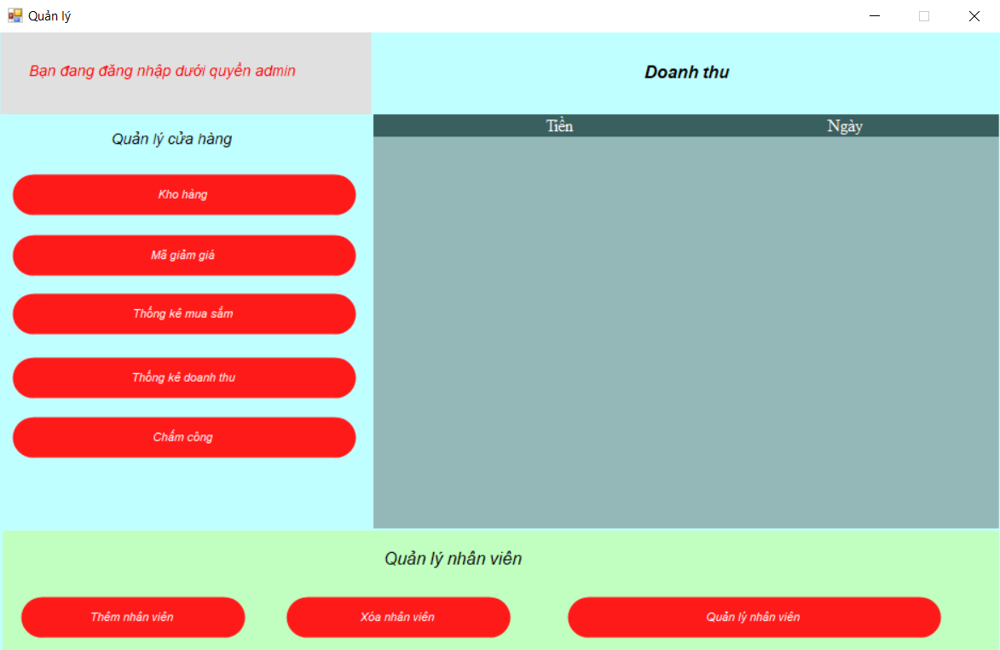 Quản lý
Bạn đang đăng nhập dưới quyền admin
Doanh thu
Quản lý cửa hàng
Tiền Ngày
Kho hàng
Mã giảm giá
Thống kê mua sắm
Thống kê doanh thu
Chấm công
Quản lý nhân viên
Thêm nhân viên
Xóa nhân viên
Quản lý nhân viên